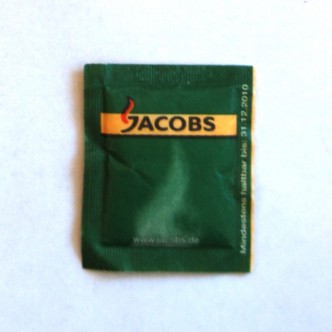 JACOBS
www.jacobs.de
Mindestens haltbar bis: 31.12.2010